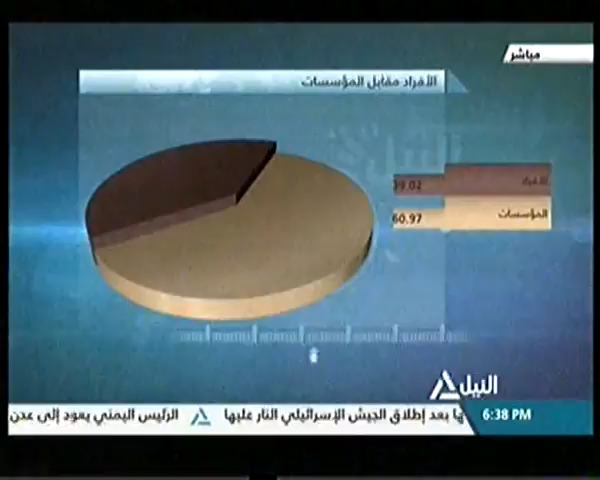 مباشر
الأفراد مقابل المؤسسات
الأفراد
39.02
المؤسسات
60.97
النيل
6:38 PM
ها بعد إطلاق الجيش الإسرائيلي النار عليها
الرئيس اليمني يعود إلى عدن